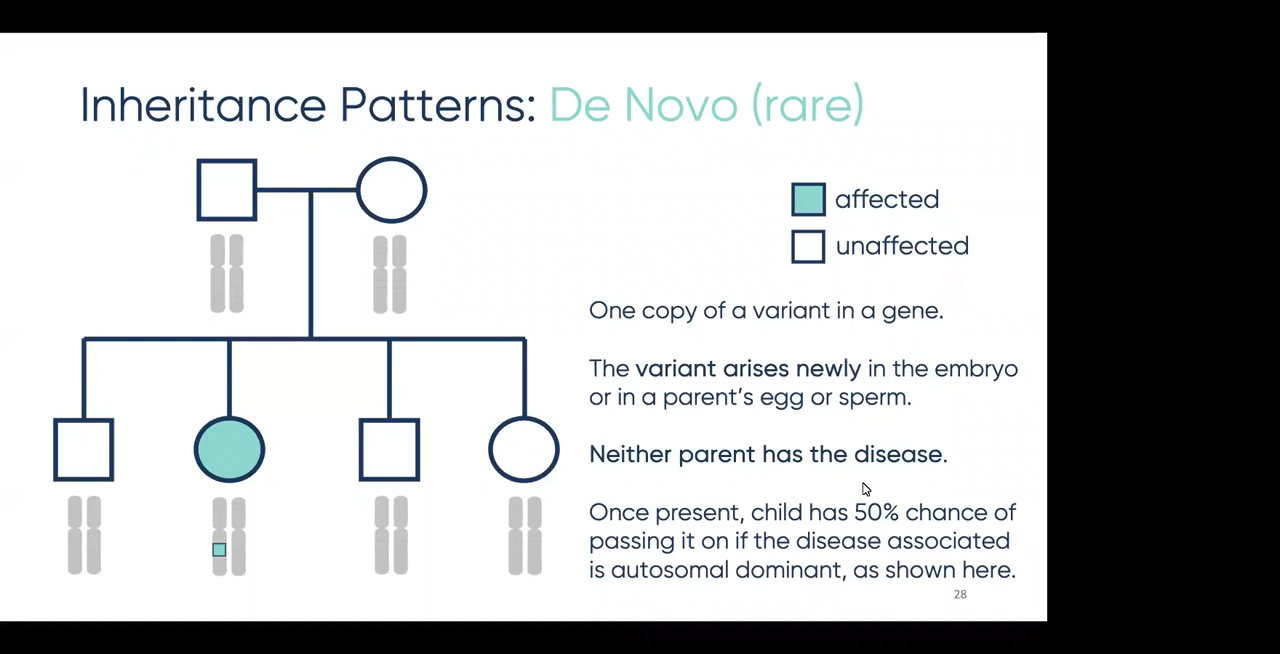 Inheritance Patterns: De Novo (rare)
affected
unaffected
One copy of a variant in a gene.
The variant arises newly in the embryo
or in a parent's egg or sperm.
Neither parent has the disease.
Once present, child has 50% chance of
passing it on if the disease associated
is autosomal dominant, as shown here.
28